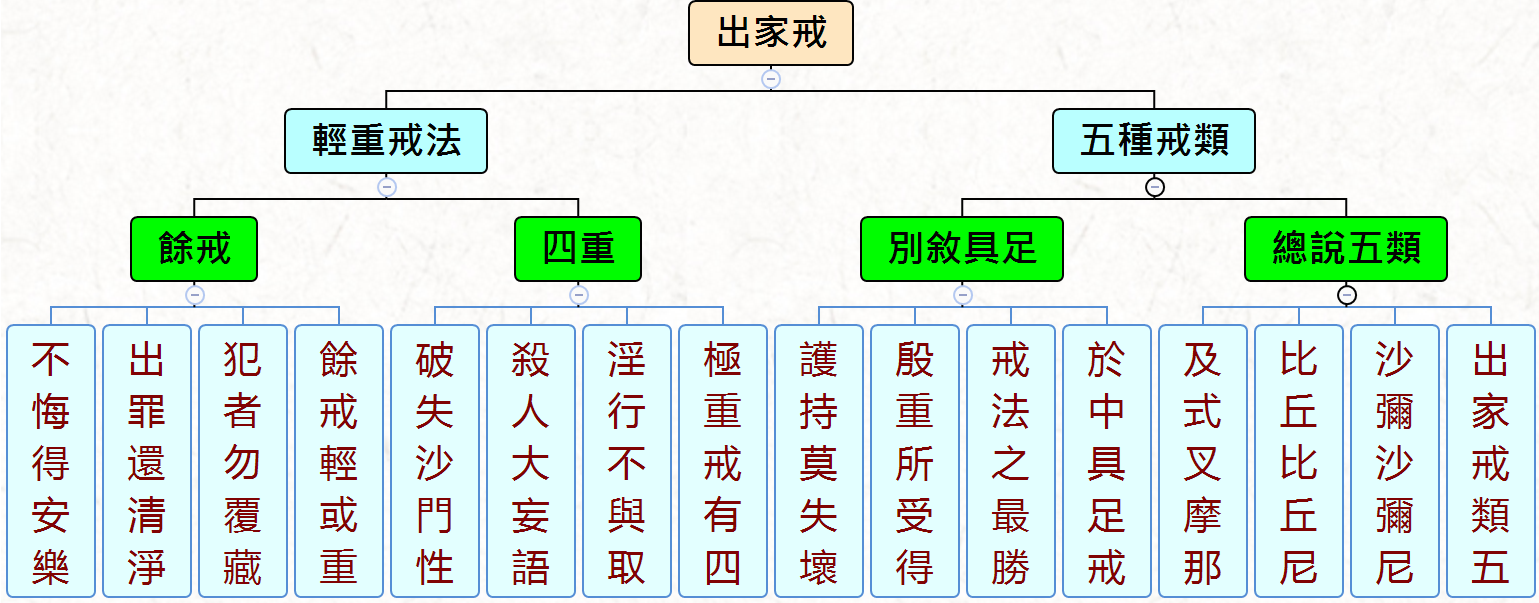 出家戒
五種戒類
輕重戒法
總說五類
別敘具足
四重
餘戒
出家戒類五
沙彌沙彌尼
比丘比丘尼
及式叉摩那
於中具足戒
戒法之最勝
殷重所受得
護持莫失壞
極重戒有四
淫行不與取
殺人大妄語
破失沙門性
餘戒輕或重
犯者勿覆藏
出罪還清淨
不悔得安樂